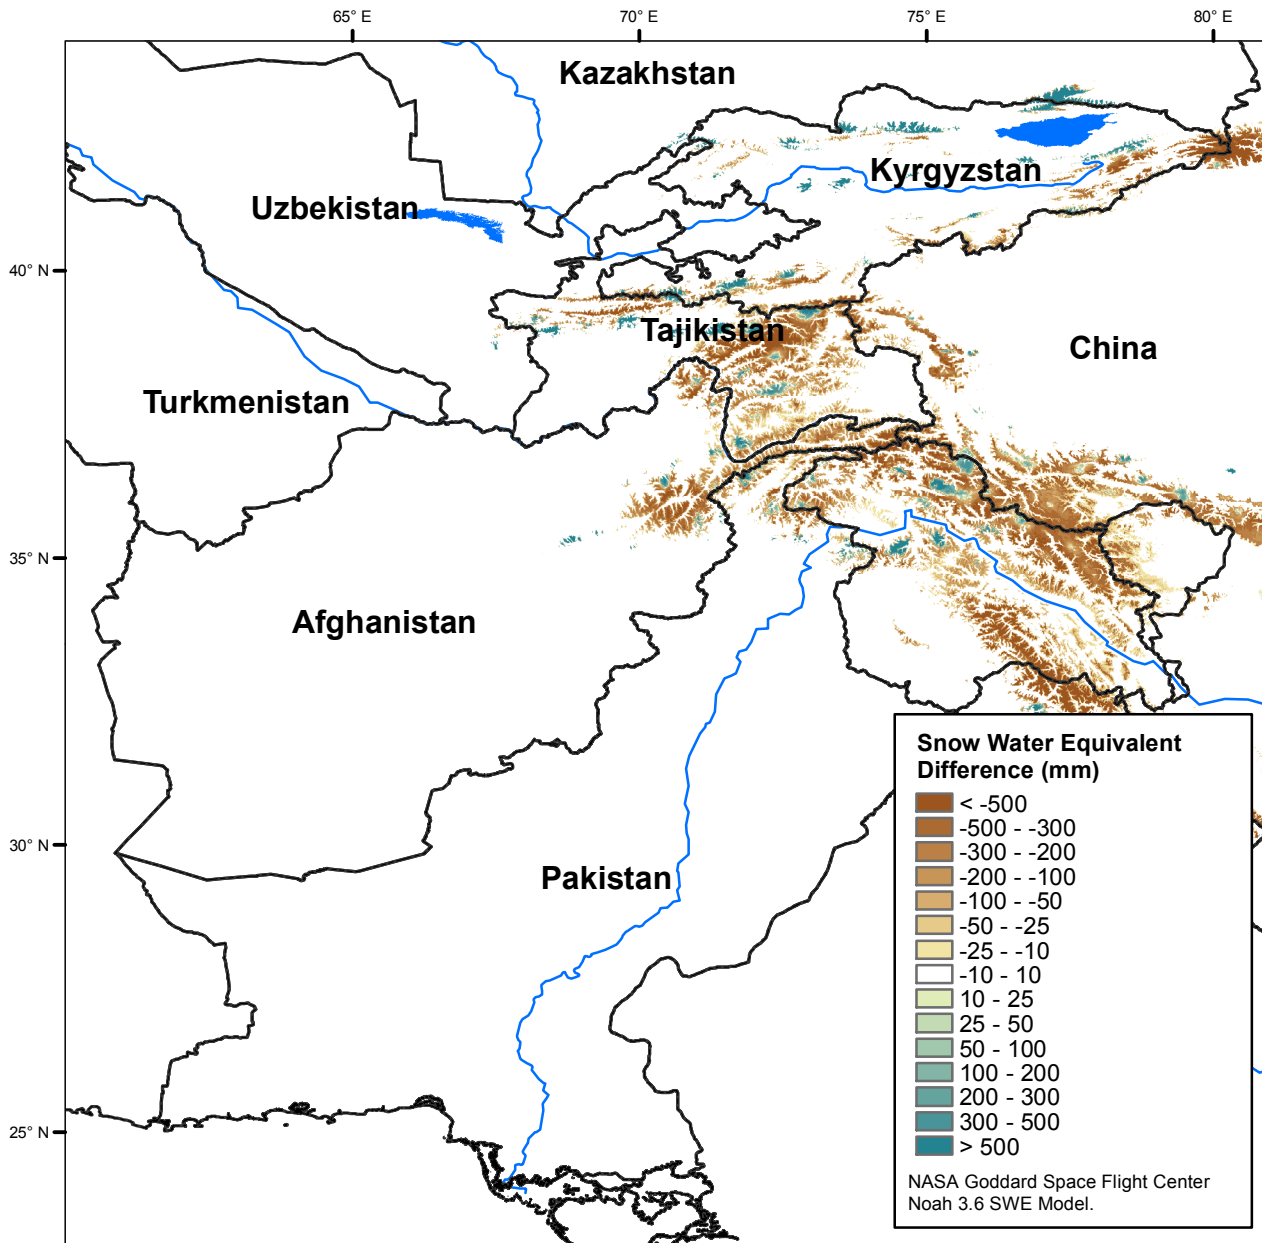 65° E
70° E
75° E
80° E
Kazakhstan
Kyrgyzstan
Uzbekistan
40° N
Tajikistan
China
Turkmenistan
35° N
Afghanistan
30° N
Pakistan
25° N
Snow Water Equivalent
Difference (mm)
< -500
-500 - -300
-300 - -200
-200 - -100
-100 - -50
-50 - -25
-25 - -10
-10 - 10
10 - 25
25 - 50
50 - 100
100 - 200
200 - 300
300 - 500
> 500
NASA Goddard Space Flight Center
Noah 3.6 SWE Model.